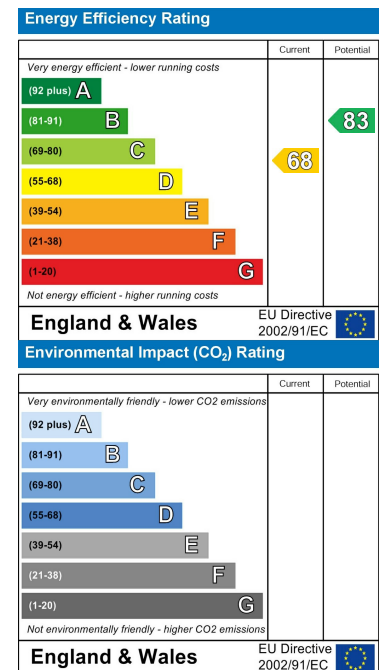 Energy Efficiency Rating
Current Potential
Very energy efficient - lower running costs
(92 plus) A
(81-91) B
83
(69-80) C
68
(55-68) D
(39-54) E
(21-38) F
(1-20) G
Not energy efficient - higher running costs
England & Wales
EU Directive
2002/91/EC
Environmental Impact (CO₂) Rating
Current Potential
Very environmentally friendly - lower CO2 emissions
(92 plus) A
(81-91) B
(69-80) C
(55-68) D
(39-54) E
(21-38) F
(1-20) G
Not environmentally friendly - higher CO2 emissions
England & Wales
EU Directive
2002/91/EC